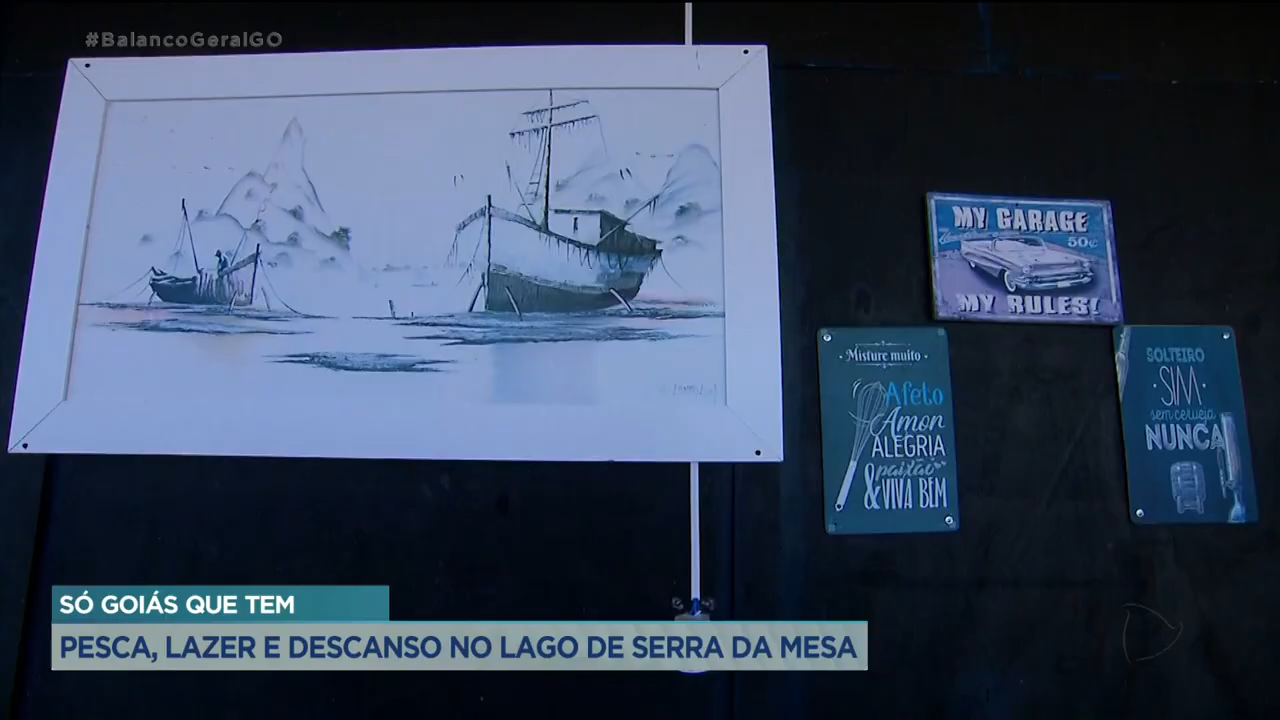 #BalancoGeralGO
MY GARAGE
50¢
MY RULES!
Misture muito
Afeto
Amor
ALEGRIA
paixão
& VIVA BEM
SOLTEIRO
SIM
sem cerveja
NUNCA
SÓ GOIÁS QUE TEM
PESCA, LAZER E DESCANSO NO LAGO DE SERRA DA MESA